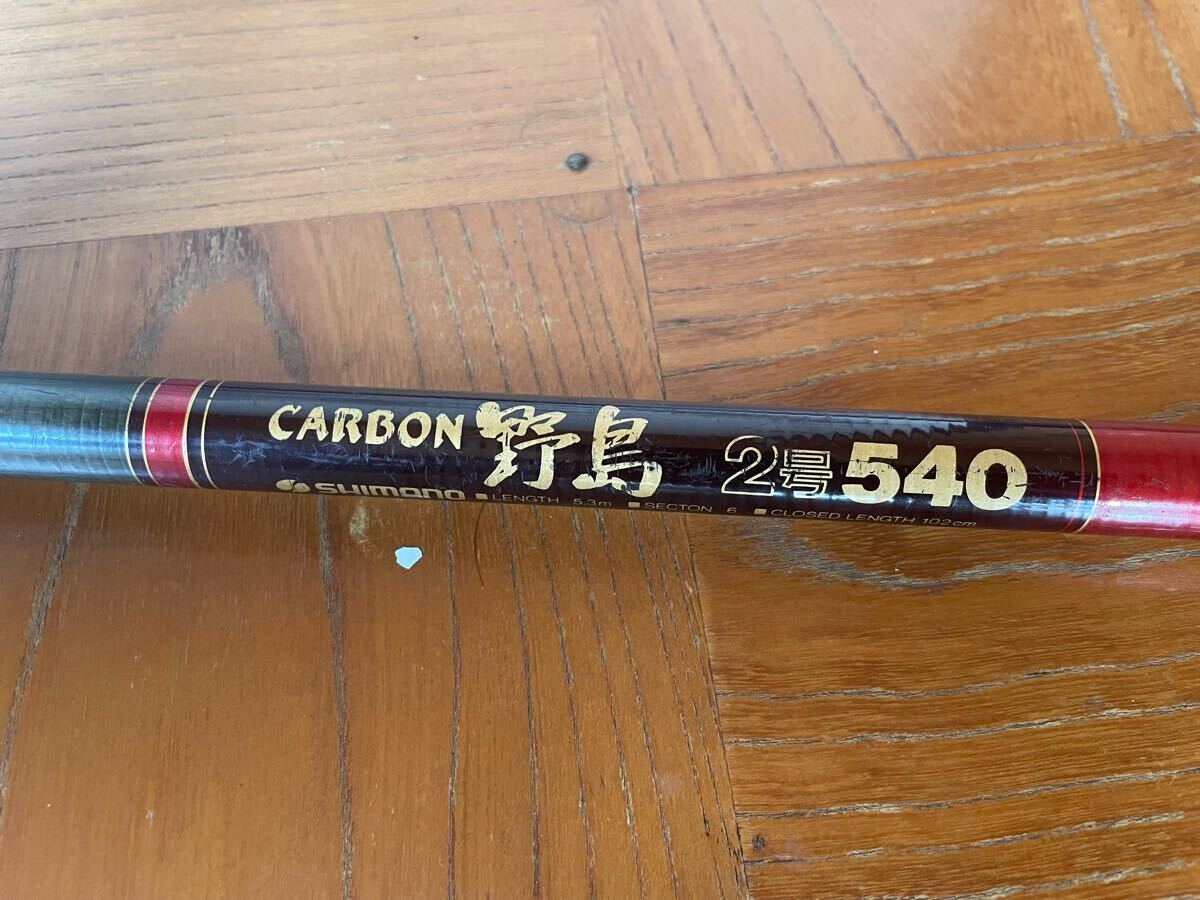 CARBON 野島 2号 540
SHIMANO ■ LENGTH 5.3m ■ SECTON 6 ■ CLOSED LENGTH 102cm